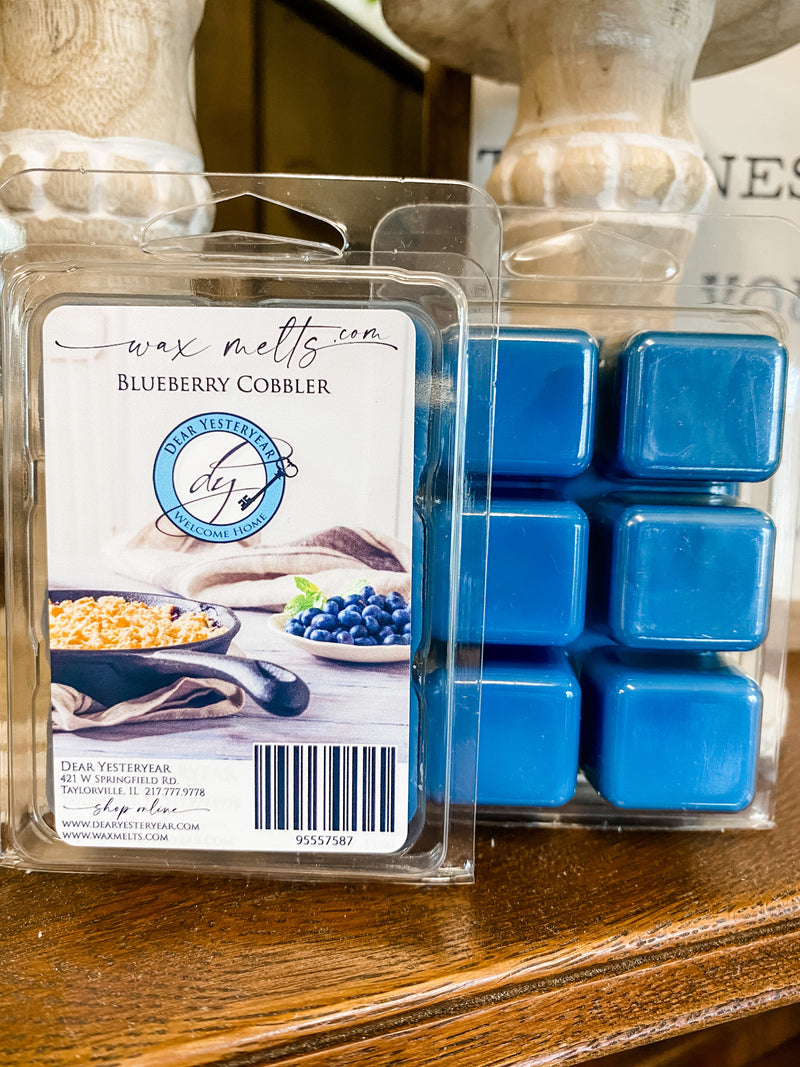 wax melts.com
BLUEBERRY COBBLER
DEAR YESTERYEAR
dy
WELCOME HOME
DEAR YESTERYEAR
421 W SPRINGFIELD RD.
TAYLORVILLE, IL 217.777.9778
shop online
WWW.DEARYESTERYEAR.COM
WWW.WAXMELTS.COM
95557587